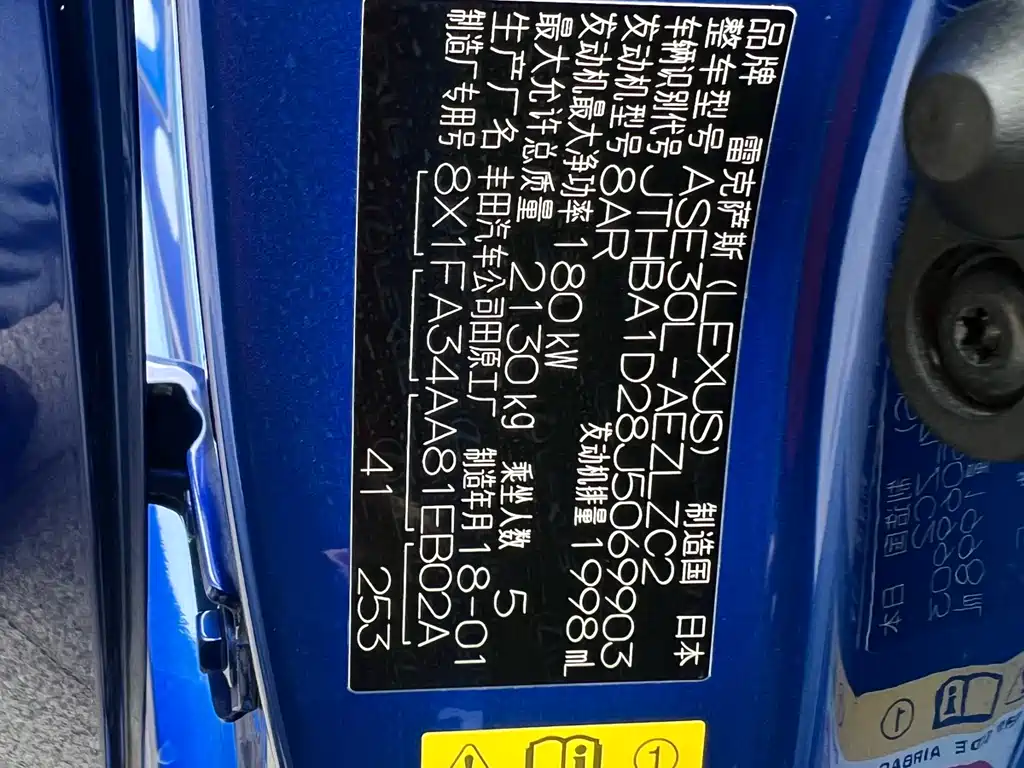 品牌 雷克萨斯 (LEXUS) 制造国 日本
整车型号 ASE30L-AEZLZC2
车辆识别代号 JTHBA1D28J5069903
发动机型号 8AR
发动机最大净功率 180kW 发动机排量 1998mL
最大允许总质量 2130kg 乘坐人数 5
生产厂名 丰田汽车公司田原工厂 制造年月 18-01
制造厂专用号 8X1FA34AA81EB02A
41 253
i 1